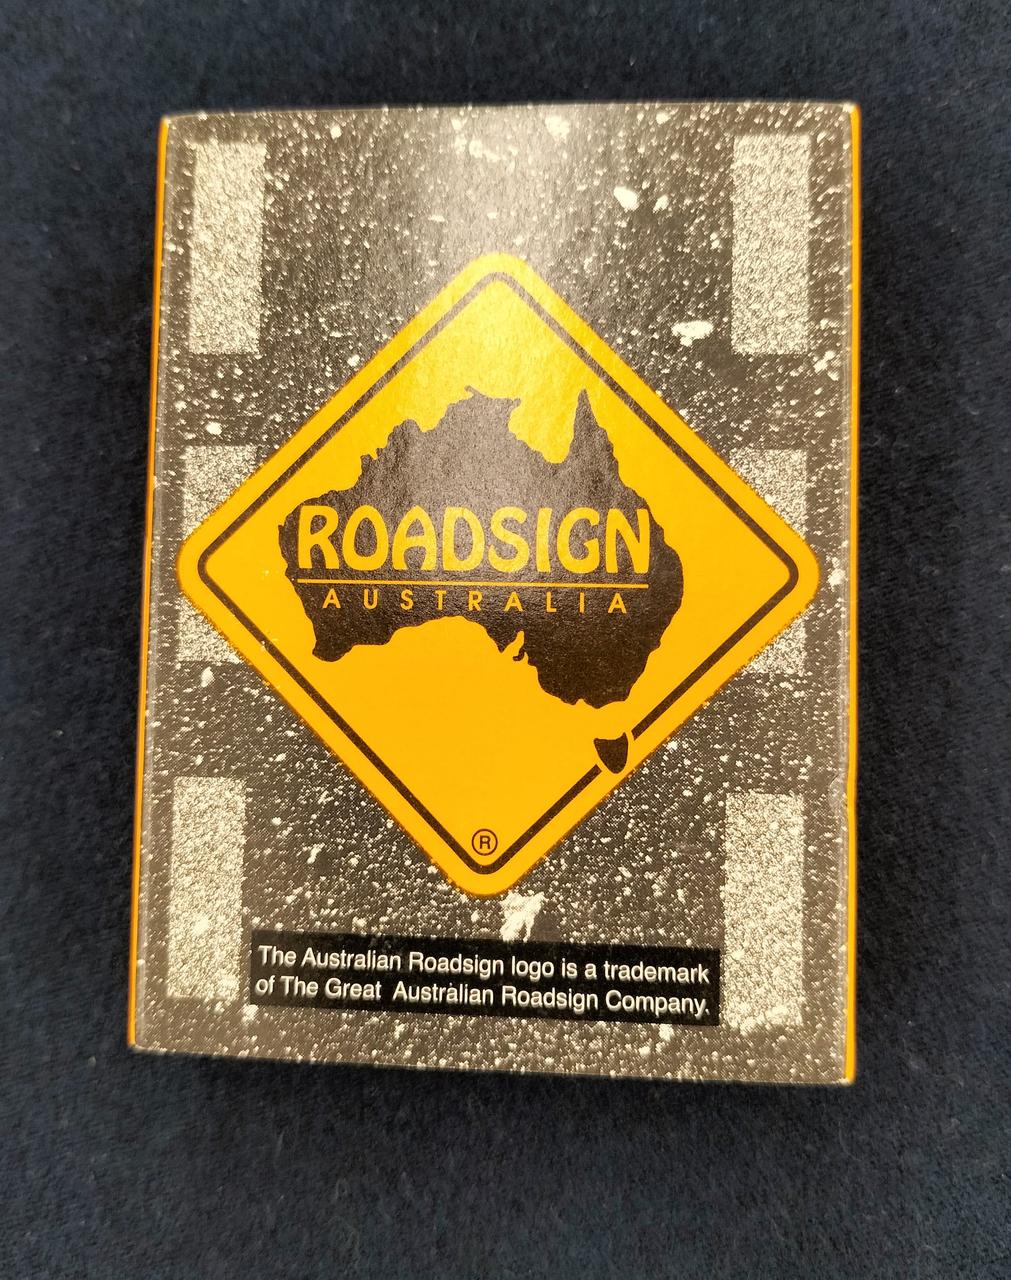 ROADSIGN
AUSTRALIA
®
The Australian Roadsign logo is a trademark
of The Great Australian Roadsign Company.